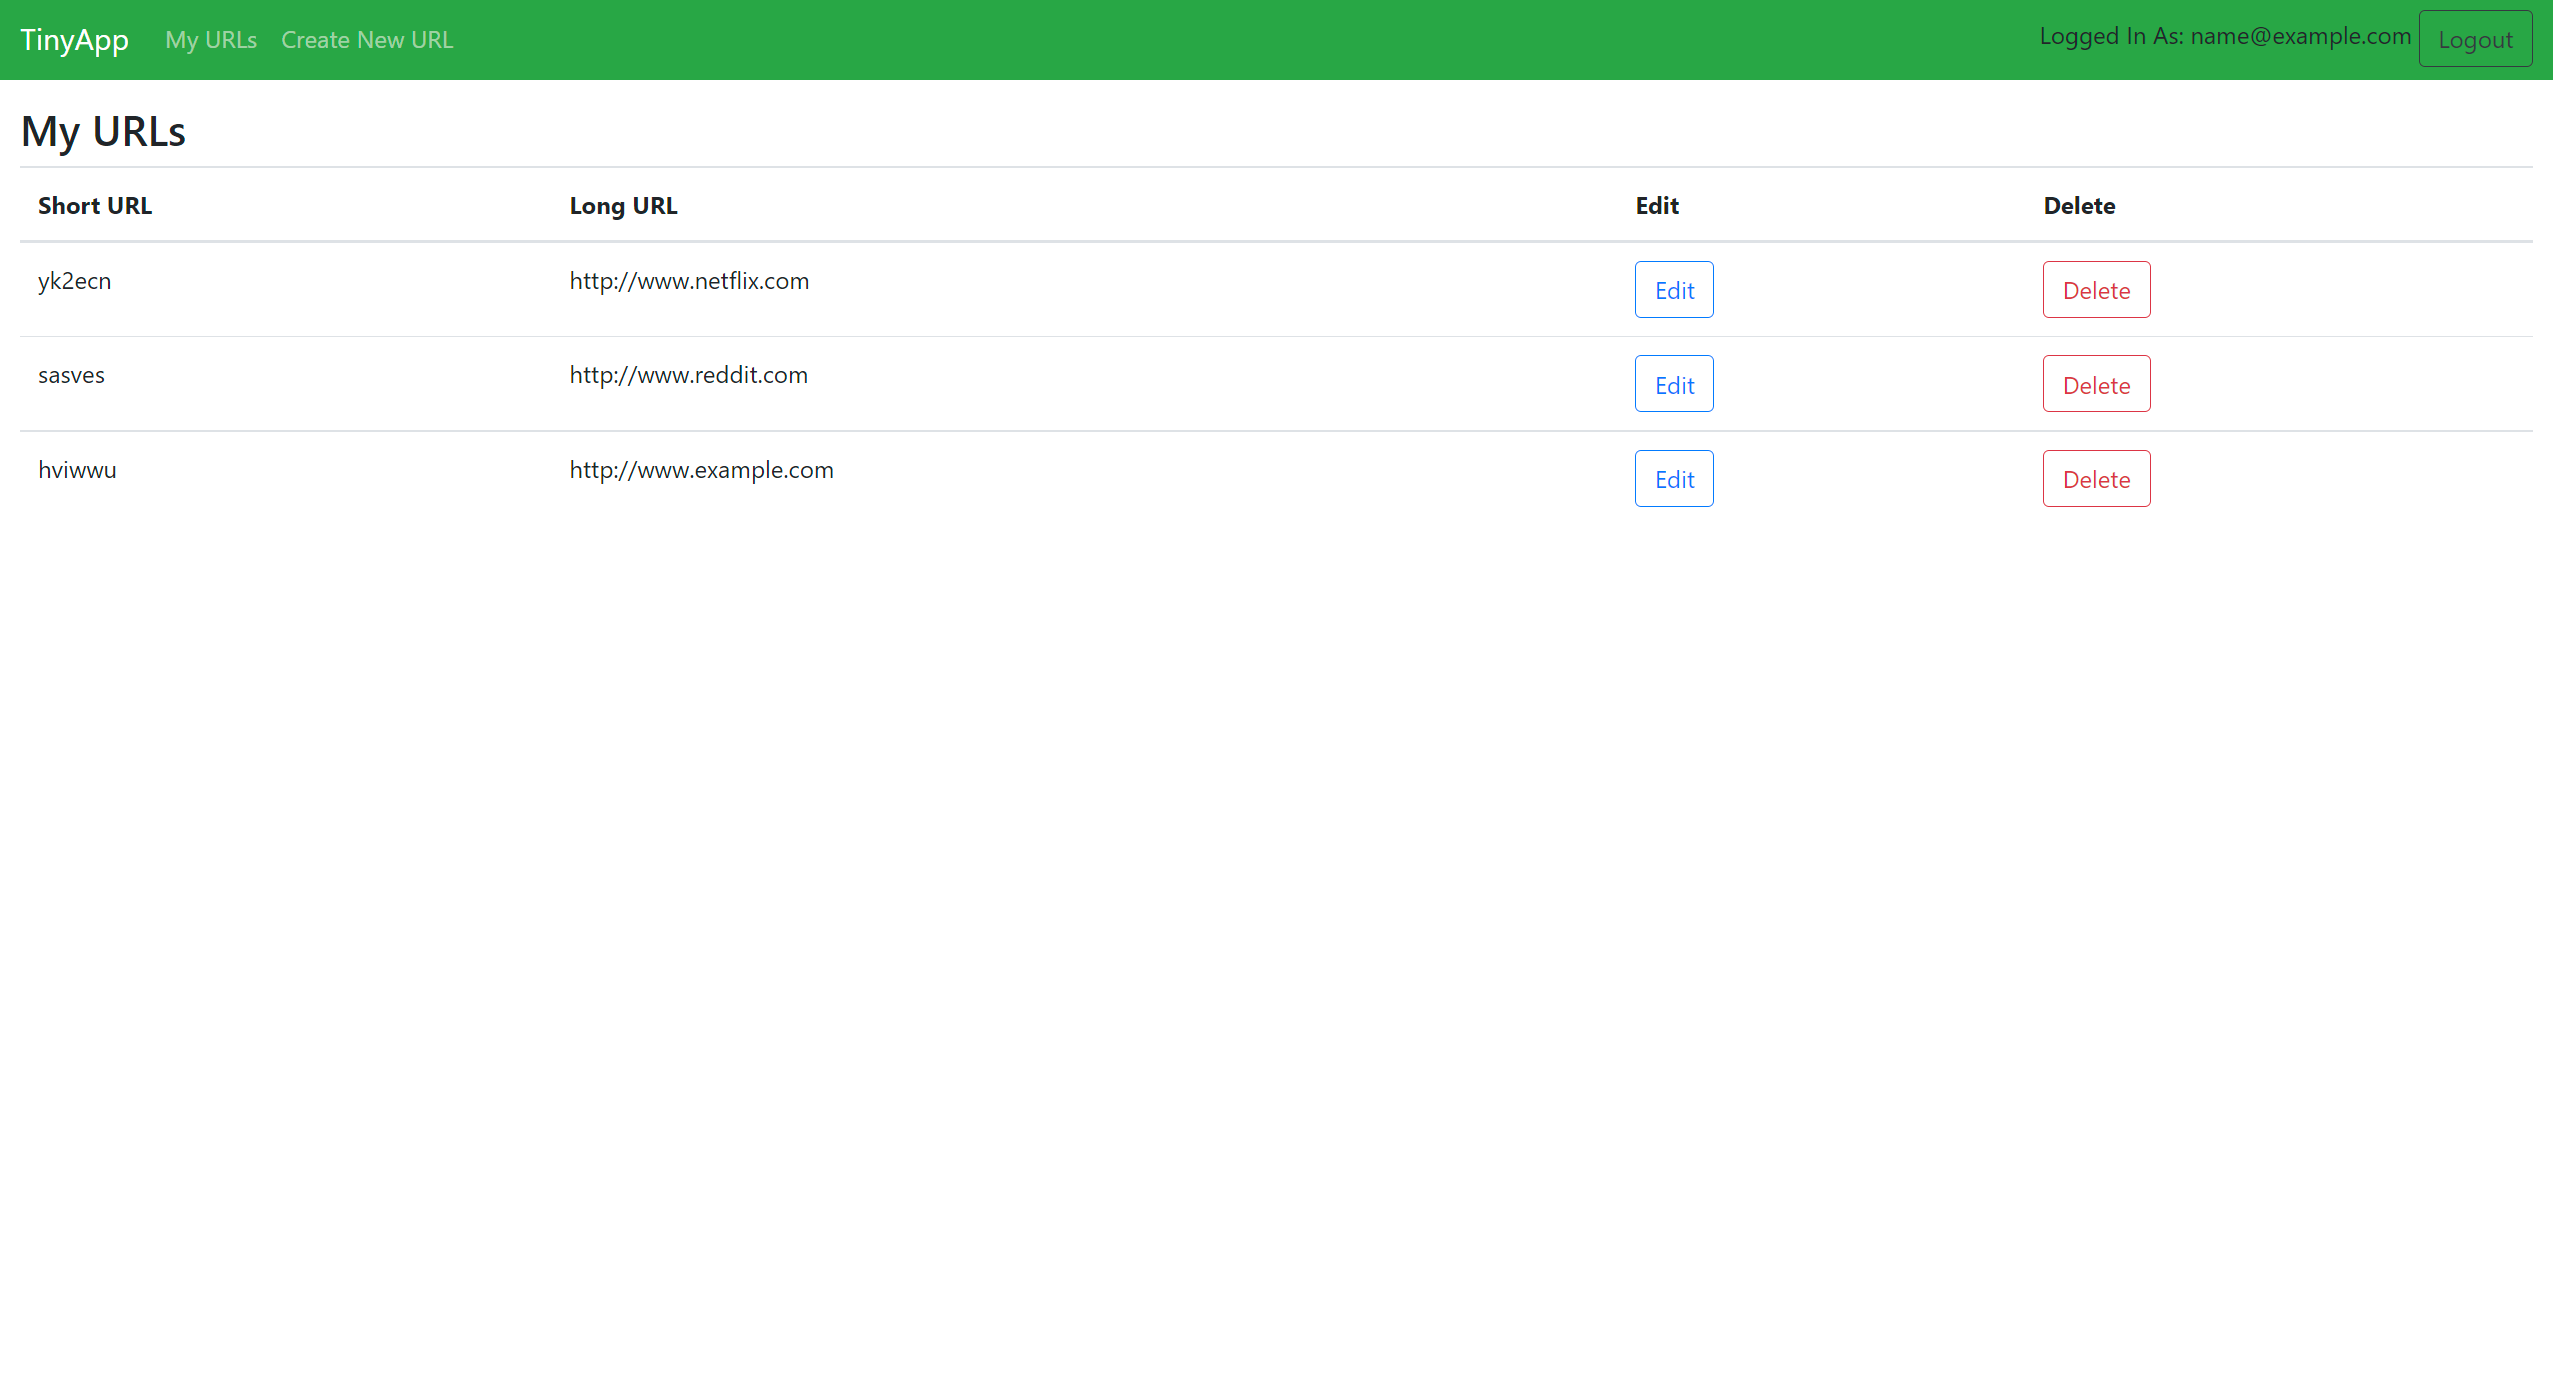 TinyApp My URLs Create New URL Logged In As: name@example.com Logout
My URLs
Short URL Long URL Edit Delete
yk2ecn http://www.netflix.com Edit Delete
sasves http://www.reddit.com Edit Delete
hviwwu http://www.example.com Edit Delete